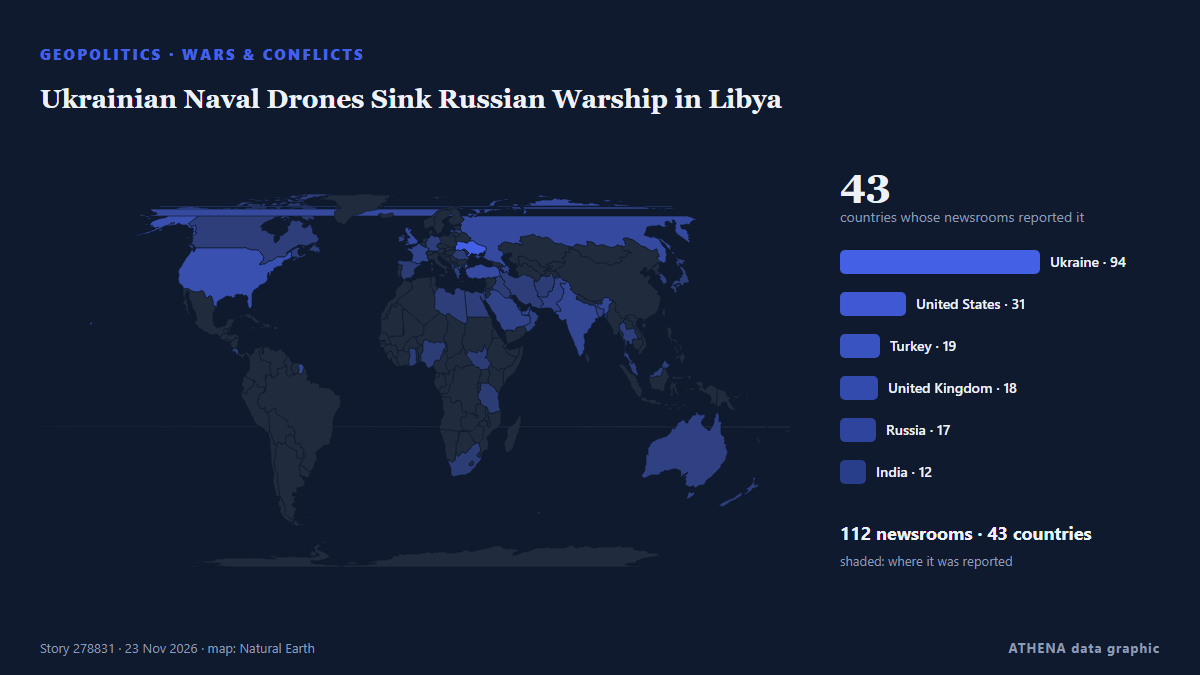 GEOPOLITICS · WARS & CONFLICTS
Ukrainian Naval Drones Sink Russian Warship in Libya
43
countries whose newsrooms reported it
Ukraine · 94
United States · 31
Turkey · 19
United Kingdom · 18
Russia · 17
India · 12
112 newsrooms · 43 countries
shaded: where it was reported
Story 278831 · 23 Nov 2026 · map: Natural Earth
ATHENA data graphic